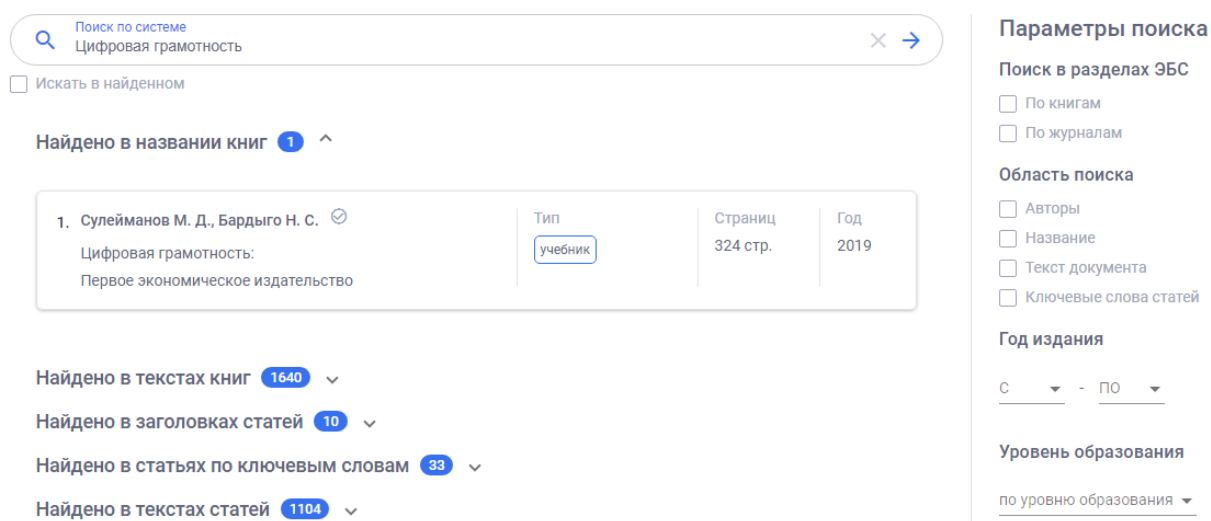 Поиск по системе
Цифровая грамотность
Искать в найденном
Найдено в названии книг 1
1. Сулейманов М. Д., Бардыго Н. С.
Цифровая грамотность:
Первое экономическое издательство
Тип
учебник
Страниц
324 стр.
Год
2019
Найдено в текстах книг 1640
Найдено в заголовках статей 10
Найдено в статьях по ключевым словам 33
Найдено в текстах статей 1104
Параметры поиска
Поиск в разделах ЭБС
По книгам
По журналам
Область поиска
Авторы
Название
Текст документа
Ключевые слова статей
Год издания
С - ПО
Уровень образования
по уровню образования